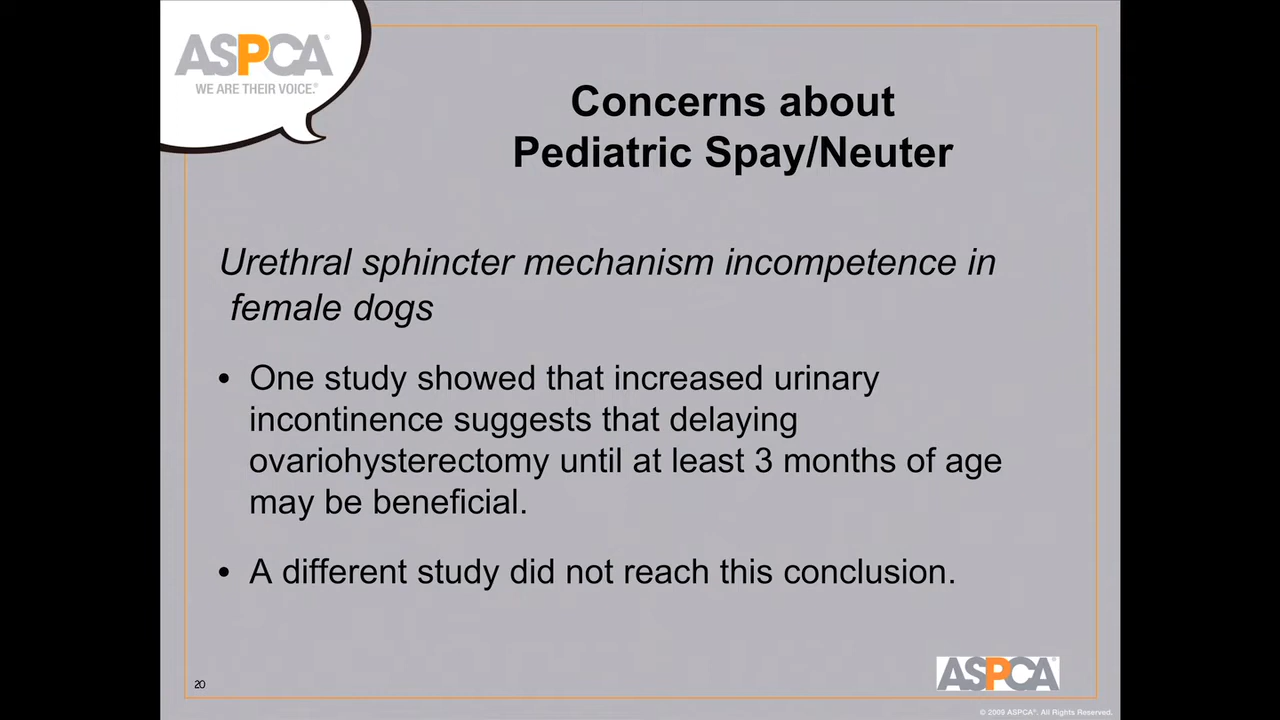 ASPCA®
WE ARE THEIR VOICE.®
Concerns about
Pediatric Spay/Neuter
Urethral sphincter mechanism incompetence in
female dogs
• One study showed that increased urinary
incontinence suggests that delaying
ovariohysterectomy until at least 3 months of age
may be beneficial.
• A different study did not reach this conclusion.
20
ASPCA®
© 2009 ASPCA®. All Rights Reserved.